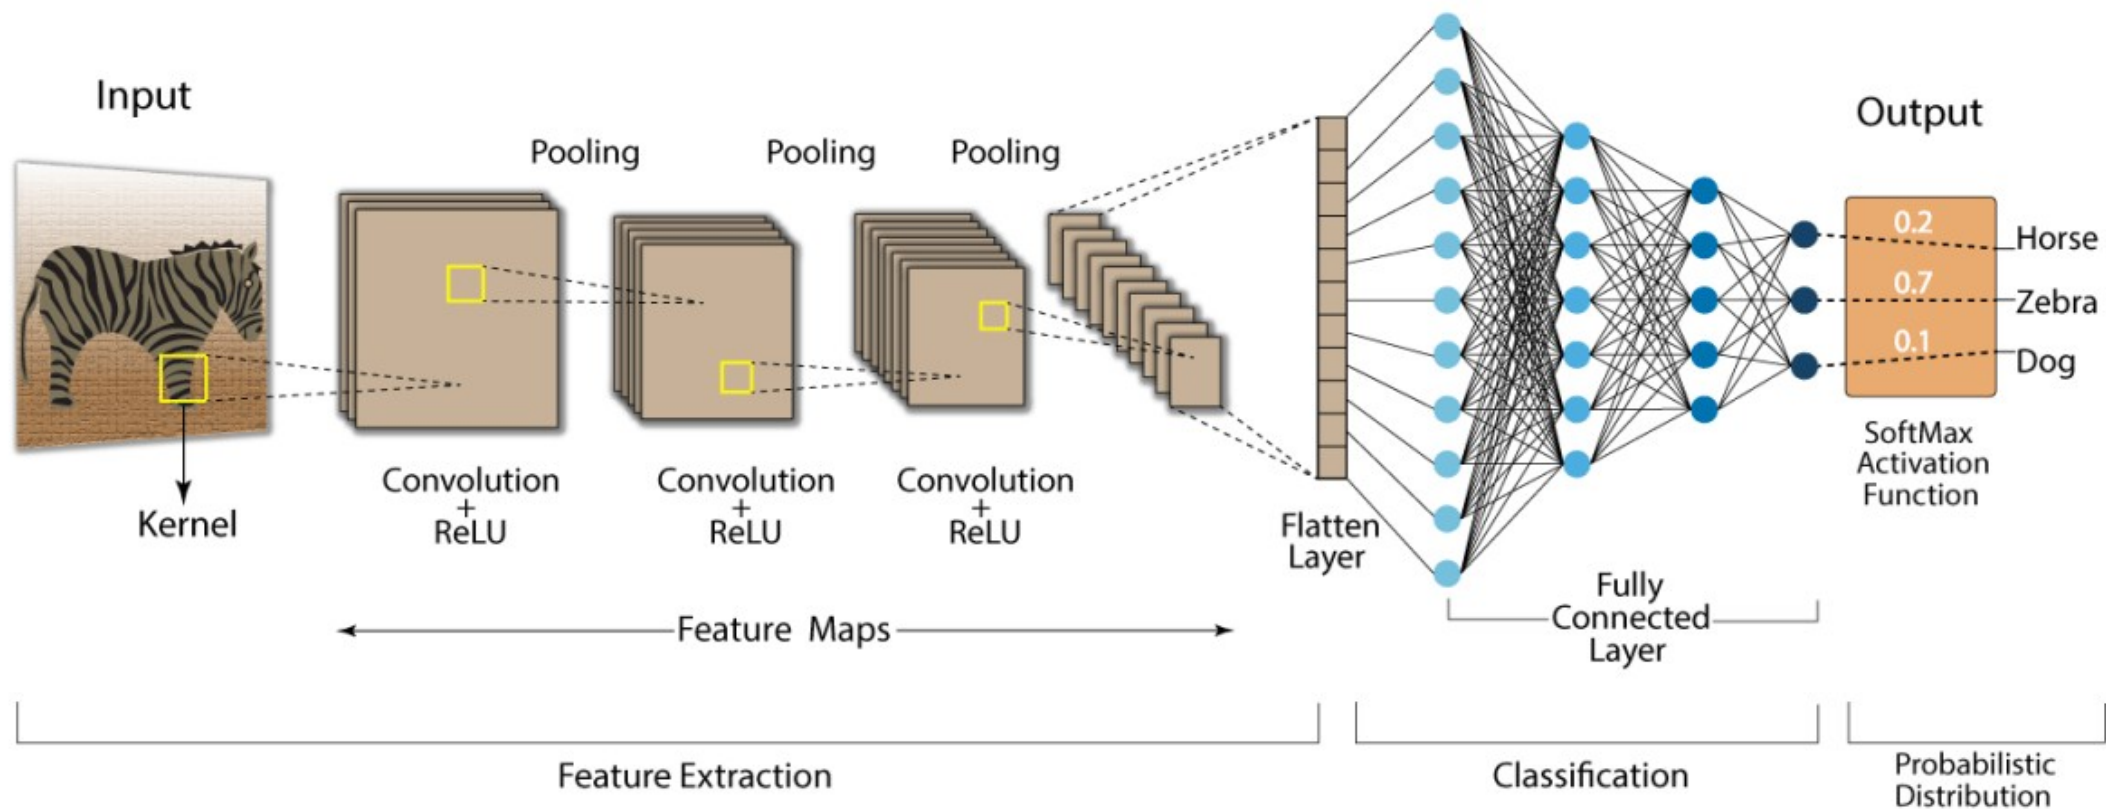 Input
Kernel
Pooling
Pooling
Pooling
Convolution
+
ReLU
Convolution
+
ReLU
Convolution
+
ReLU
Feature Maps
Flatten
Layer
Fully
Connected
Layer
Output
0.2
Horse
0.7
Zebra
0.1
Dog
SoftMax
Activation
Function
Feature Extraction
Classification
Probabilistic
Distribution